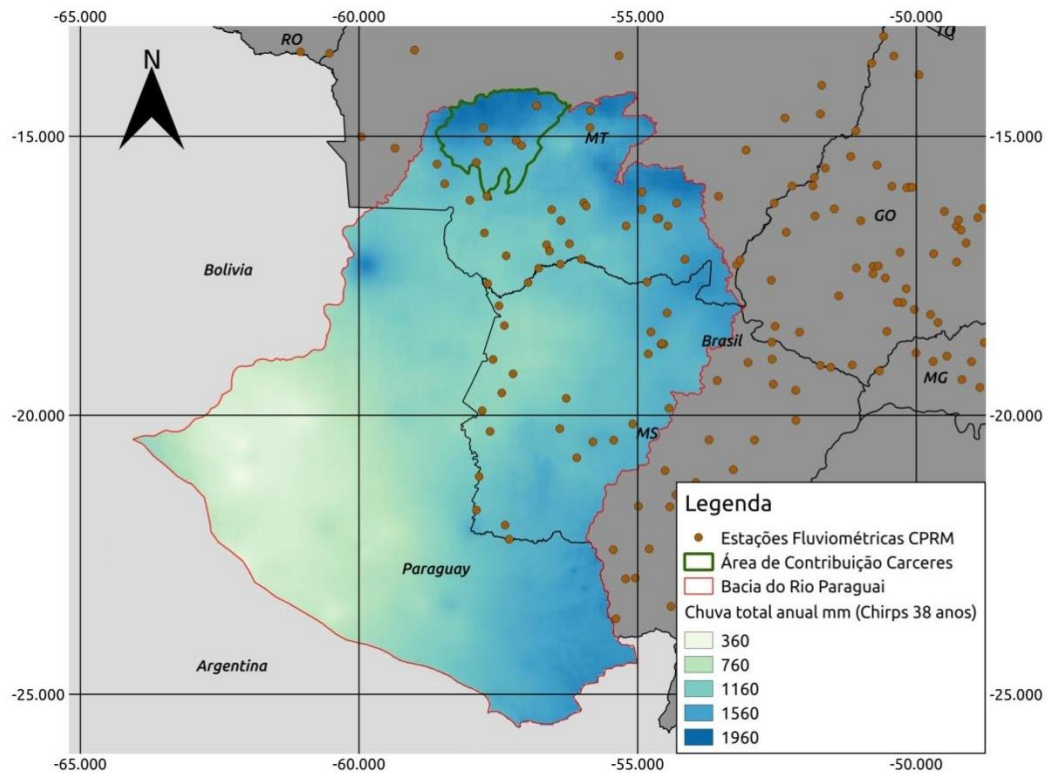 -65.000 -60.000 -55.000 -50.000
RO
TO
N
-15.000 -15.000
MT
GO
Bolivia
Brasil
MG
-20.000 -20.000
MS
Paraguay
Argentina
-25.000 -25.000
Legenda
Estações Fluviométricas CPRM
Área de Contribuição Carceres
Bacia do Rio Paraguai
Chuva total anual mm (Chirps 38 anos)
360
760
1160
1560
1960
-65.000 -60.000 -55.000 -50.000